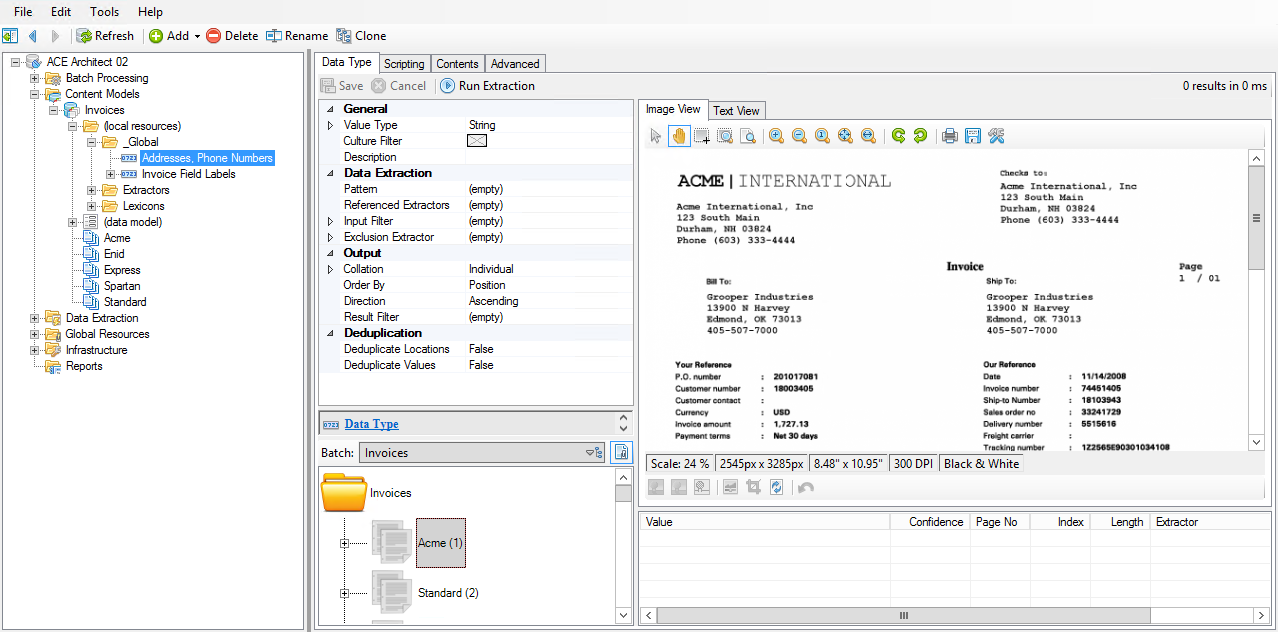 File Edit Tools Help
Refresh Add Delete Rename Clone
ACE Architect 02
Batch Processing
Content Models
Invoices
(local resources)
_Global
Addresses, Phone Numbers
Invoice Field Labels
Extractors
Lexicons
(data model)
Acme
Enid
Express
Spartan
Standard
Data Extraction
Global Resources
Infrastructure
Reports
Data Type Scripting Contents Advanced
Save Cancel Run Extraction 0 results in 0 ms
General
Value Type String
Culture Filter
Description
Data Extraction
Pattern (empty)
Referenced Extractors (empty)
Input Filter (empty)
Exclusion Extractor (empty)
Output
Collation Individual
Order By Position
Direction Ascending
Result Filter (empty)
Deduplication
Deduplicate Locations False
Deduplicate Values False
Data Type
Batch: Invoices
Invoices
Acme (1)
Standard (2)
Image View Text View
ACME | INTERNATIONAL
Acme International, Inc
123 South Main
Durham, NH 03824
Phone (603) 333-4444
Checks to:
Acme International, Inc
123 South Main
Durham, NH 03824
Phone (603) 333-4444
Invoice
Page
1 / 01
Bill To:
Grooper Industries
13900 N Harvey
Edmond, OK 73013
405-507-7000
Ship To:
Grooper Industries
13900 N Harvey
Edmond, OK 73013
405-507-7000
Your Reference
P.O. number : 201017081
Customer number : 18003405
Customer contact :
Currency : USD
Invoice amount : 1,727.13
Payment terms : Net 30 days
Our Reference
Date : 11/14/2008
Invoice number : 74451405
Ship-to Number : 18103943
Sales order no : 33241729
Delivery number : 5515616
Freight carrier :
Tracking number : 1Z2565E90301034108
Scale: 24 % 2545px x 3285px 8.48" x 10.95" 300 DPI Black & White
Value Confidence Page No Index Length Extractor